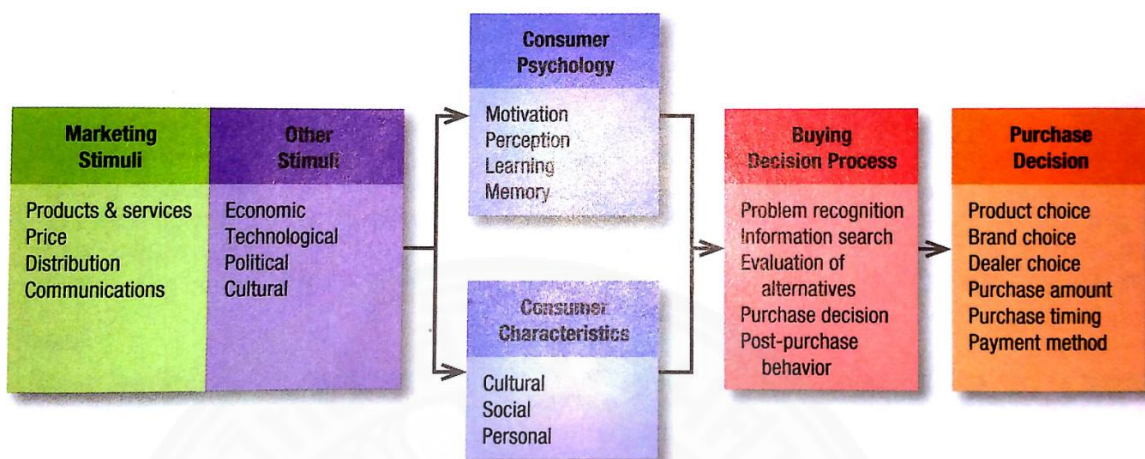 Marketing
Stimuli
Products & services
Price
Distribution
Communications
Other
Stimuli
Economic
Technological
Political
Cultural
Consumer
Psychology
Motivation
Perception
Learning
Memory
Consumer
Characteristics
Cultural
Social
Personal
Buying
Decision Process
Problem recognition
Information search
Evaluation of
alternatives
Purchase decision
Post-purchase
behavior
Purchase
Decision
Product choice
Brand choice
Dealer choice
Purchase amount
Purchase timing
Payment method